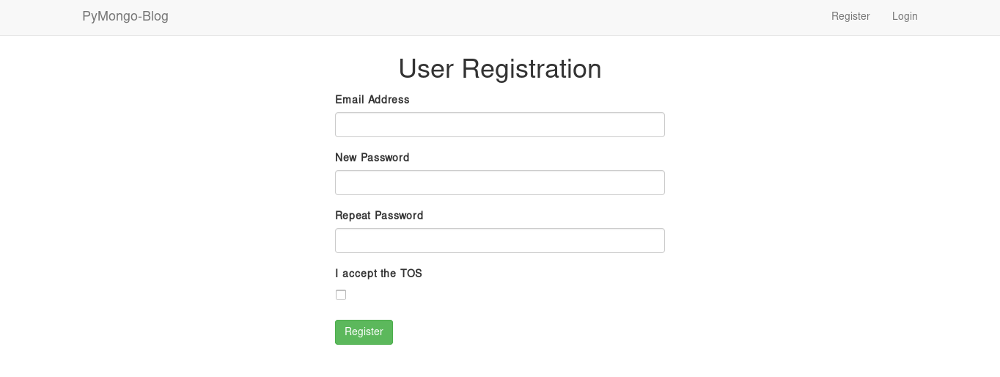 PyMongo-Blog Register Login
User Registration
Email Address
New Password
Repeat Password
I accept the TOS
Register